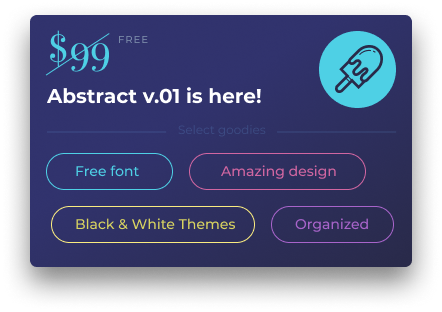 $99 FREE
Abstract v.01 is here!
Select goodies
Free font Amazing design
Black & White Themes Organized